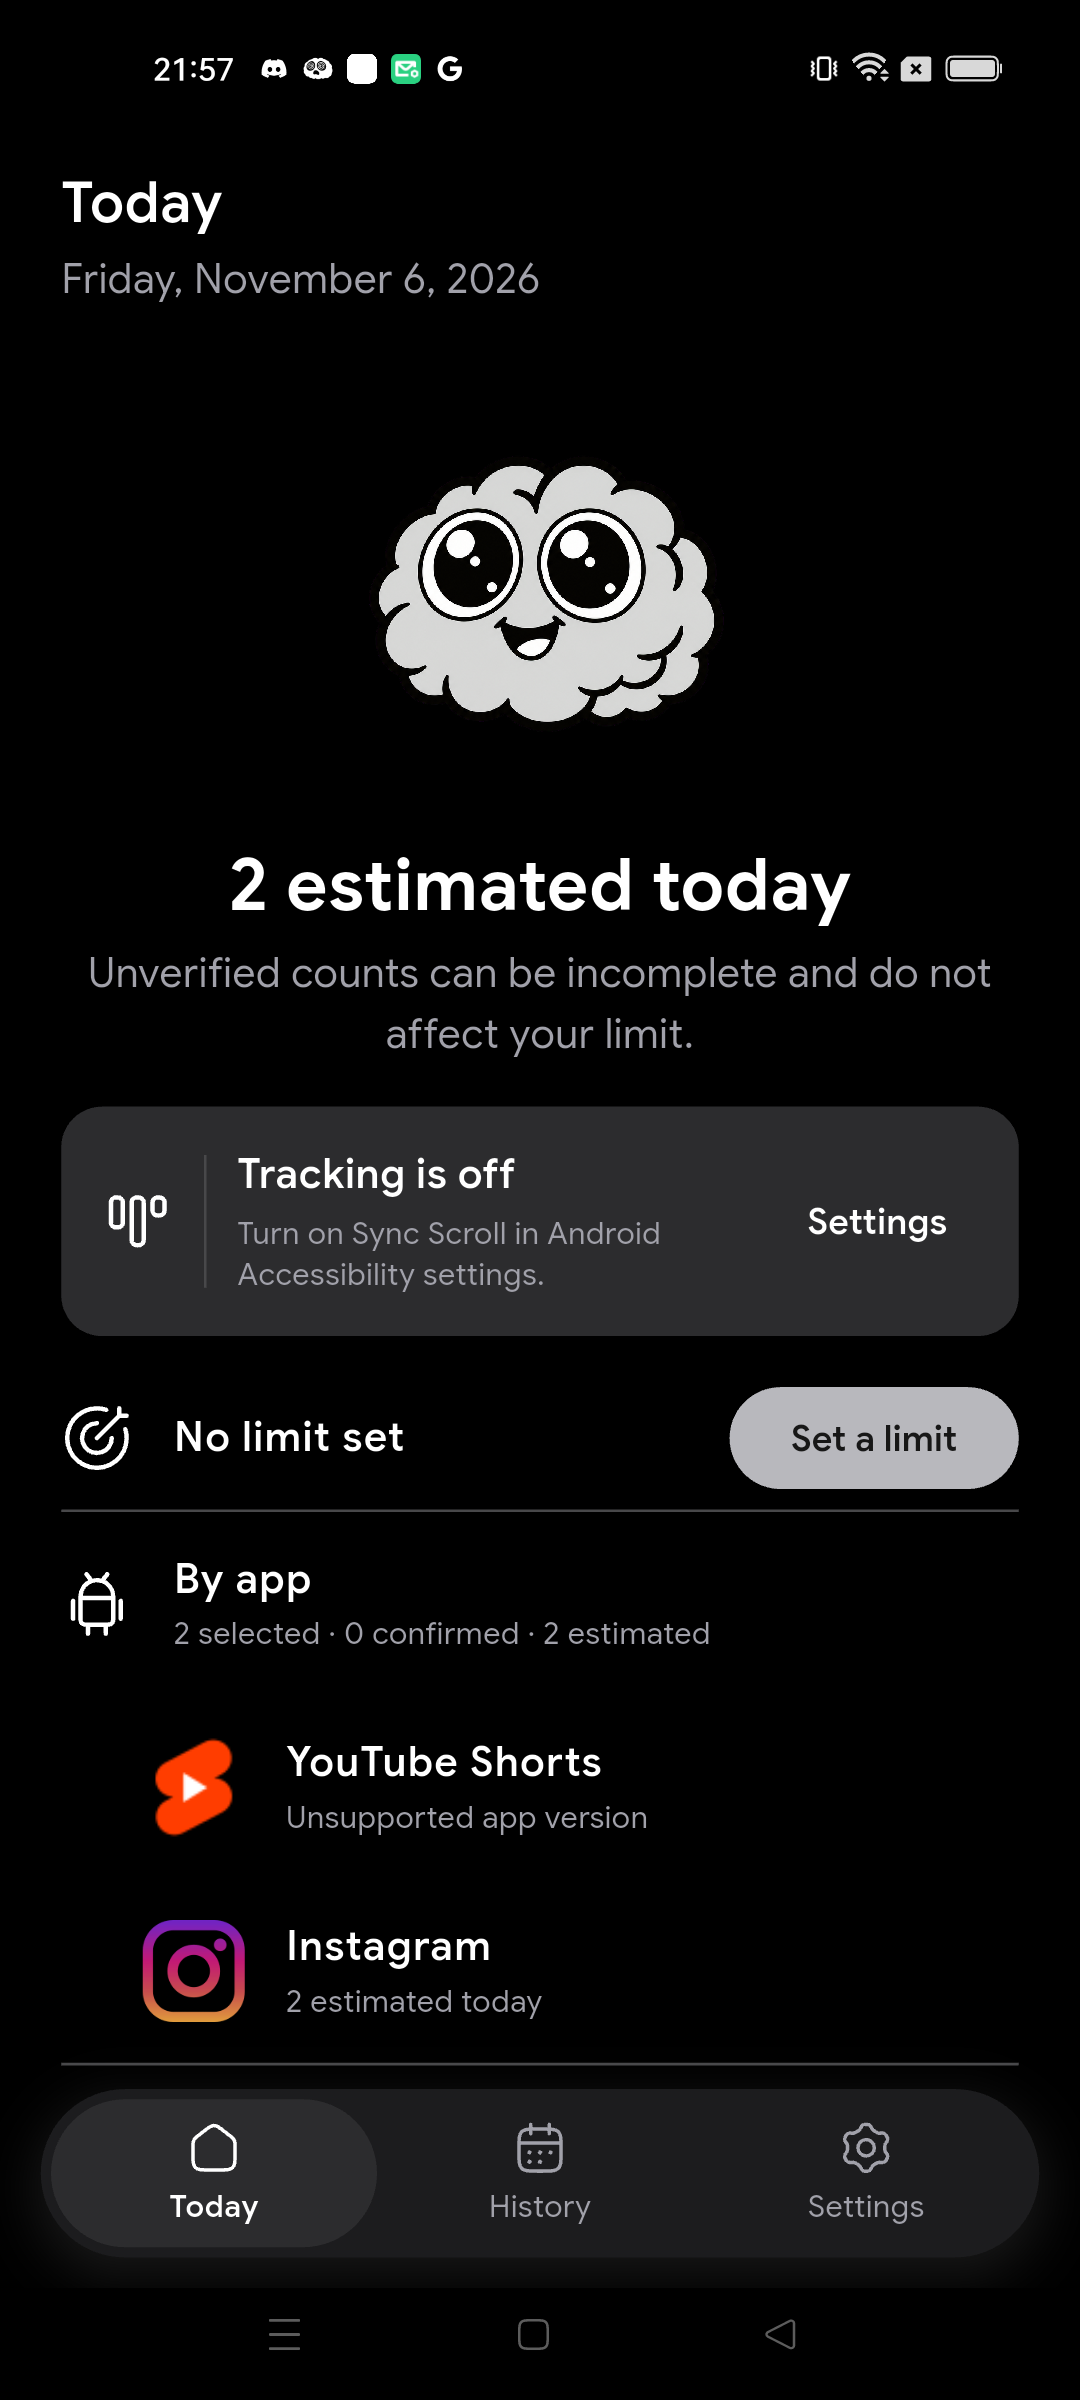 21:57
Today
Friday, November 6, 2026
2 estimated today
Unverified counts can be incomplete and do not
affect your limit.
Tracking is off
Turn on Sync Scroll in Android
Accessibility settings.
Settings
No limit set
Set a limit
By app
2 selected · 0 confirmed · 2 estimated
YouTube Shorts
Unsupported app version
Instagram
2 estimated today
Today
History
Settings